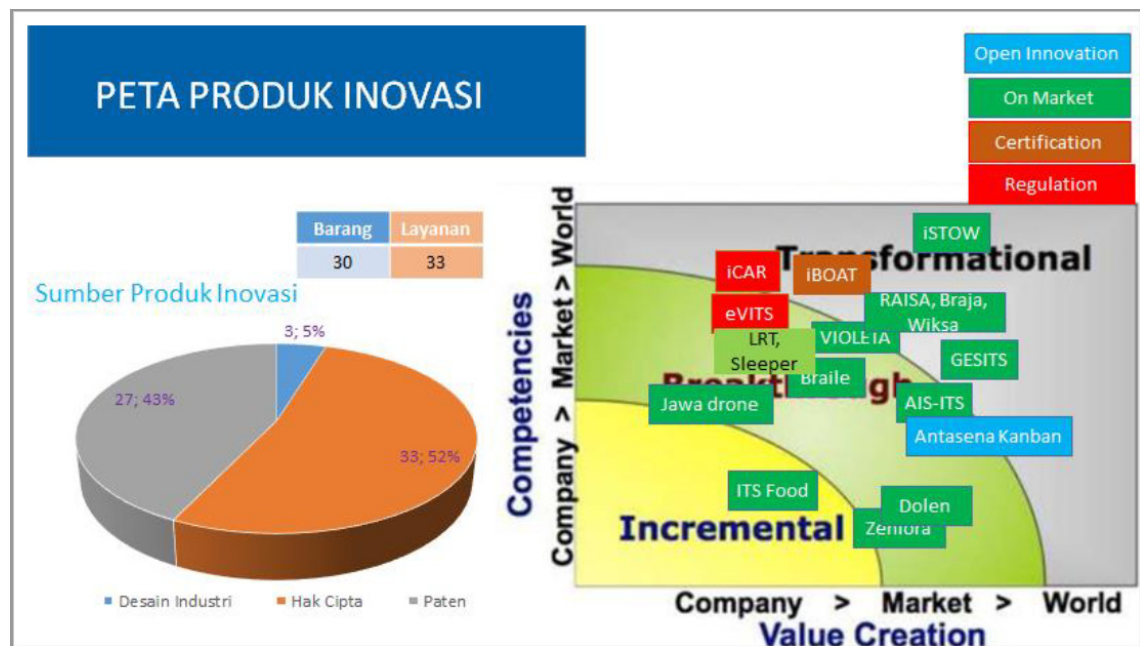 PETA PRODUK INOVASI
Open Innovation
On Market
Certification
Regulation
Barang Layanan
30 33
Sumber Produk Inovasi
3; 5%
27; 43%
33; 52%
Desain Industri Hak Cipta Paten
Competencies
Company > Market > World
iSTOW
Transformational
iCAR
iBOAT
RAISA, Braja,
Wiksa
eVITS
LRT,
Sleeper
VIOLETA
GESITS
Breakthrough
Braile
Jawa drone
AIS-ITS
Antasena Kanban
ITS Food
Dolen
Incremental
Company > Market > World
Value Creation